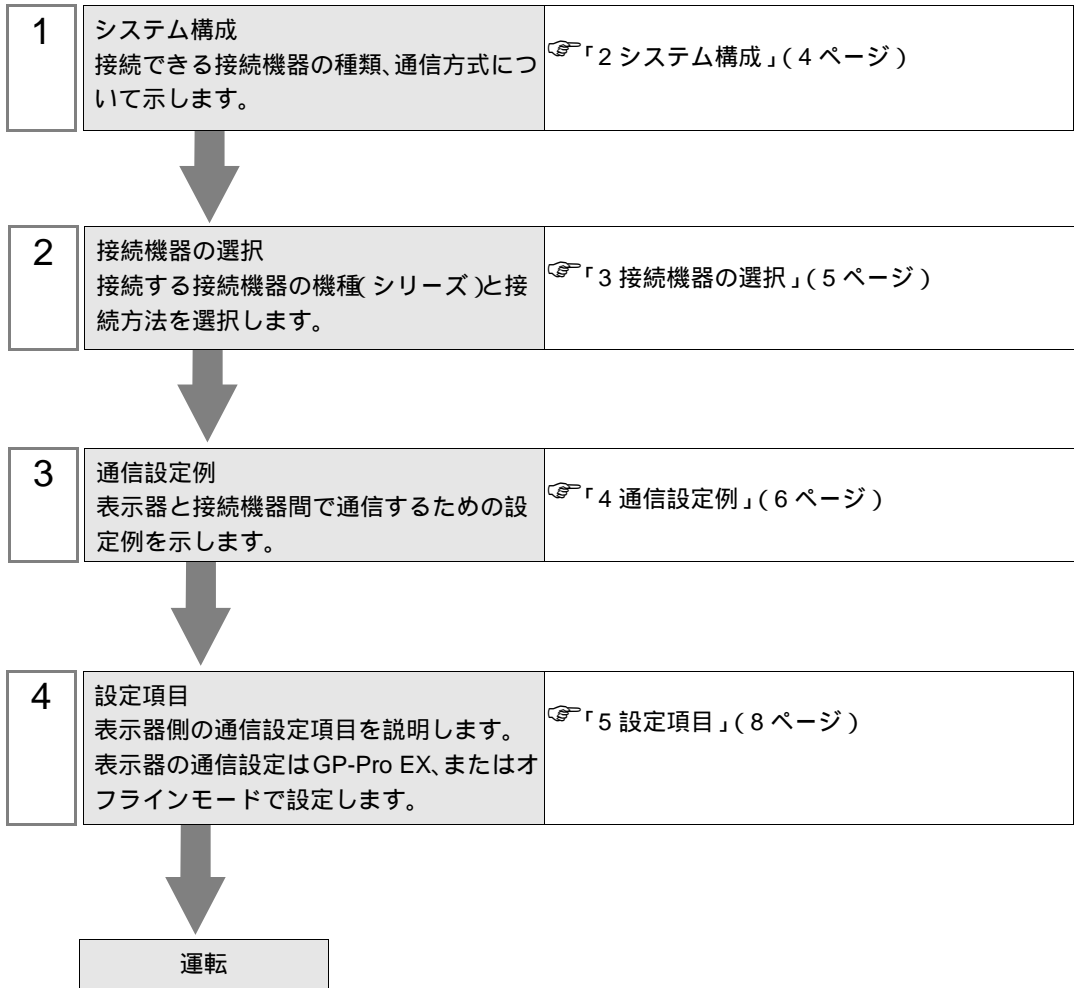 1
システム構成
接続できる接続機器の種類、通信方式につ
いて示します。
☞「2 システム構成」(4 ページ)
2
接続機器の選択
接続する接続機器の機種(シリーズ)と接
続方法を選択します。
☞「3 接続機器の選択」(5 ページ)
3
通信設定例
表示器と接続機器間で通信するための設
定例を示します。
☞「4 通信設定例」(6 ページ)
4
設定項目
表示器側の通信設定項目を説明します。
表示器の通信設定はGP-Pro EX、またはオ
フラインモードで設定します。
☞「5 設定項目」(8 ページ)
運転